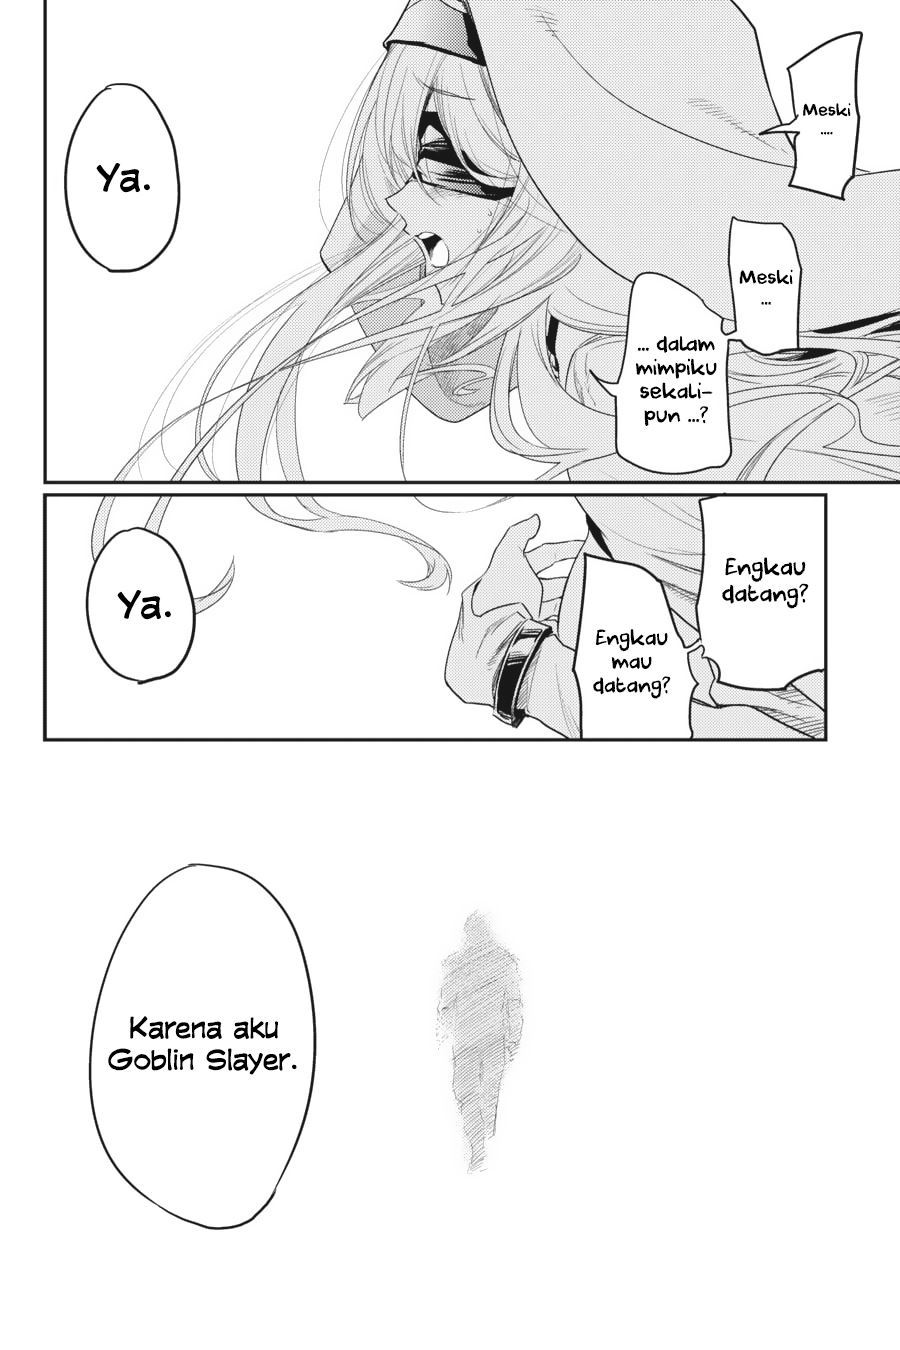 Meski
....
Meski
...
... dalam
mimpiku
sekali-
pun ...?
Ya.
Engkau
datang?
Engkau
mau
datang?
Ya.
Karena aku
Goblin Slayer.